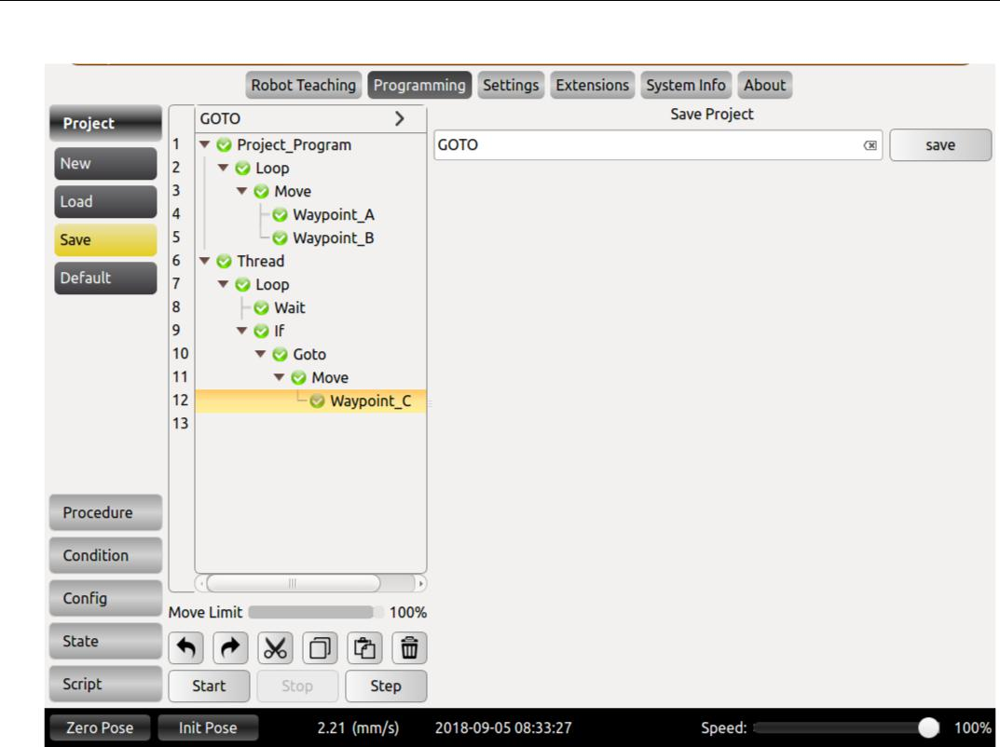 Robot Teaching Programming Settings Extensions System Info About
Project
New
Load
Save
Default
Procedure
Condition
Config
State
Script
GOTO
1 Project_Program
2 Loop
3 Move
4 Waypoint_A
5 Waypoint_B
6 Thread
7 Loop
8 Wait
9 If
10 Goto
11 Move
12 Waypoint_C
13
Move Limit 100%
Start Stop Step
Save Project
GOTO save
Zero Pose Init Pose 2.21 (mm/s) 2018-09-05 08:33:27 Speed: 100%